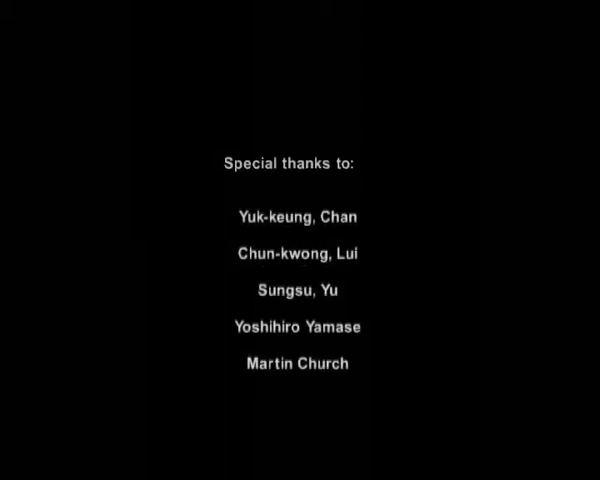 Special thanks to:
Yuk-keung, Chan
Chun-kwong, Lui
Sungsu, Yu
Yoshihiro Yamase
Martin Church